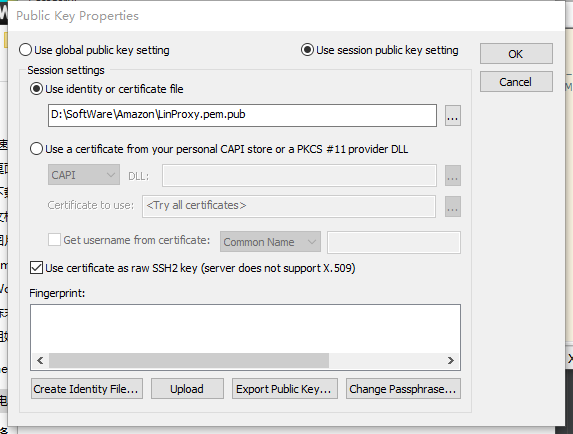 Public Key Properties
Use global public key setting
Use session public key setting
OK
Cancel
Session settings
Use identity or certificate file
D:\SoftWare\Amazon\LinProxy.pem.pub
...
Use a certificate from your personal CAPI store or a PKCS #11 provider DLL
CAPI
DLL:
...
Certificate to use:
<Try all certificates>
...
Get username from certificate:
Common Name
Use certificate as raw SSH2 key (server does not support X.509)
Fingerprint:
Create Identity File...
Upload
Export Public Key...
Change Passphrase...